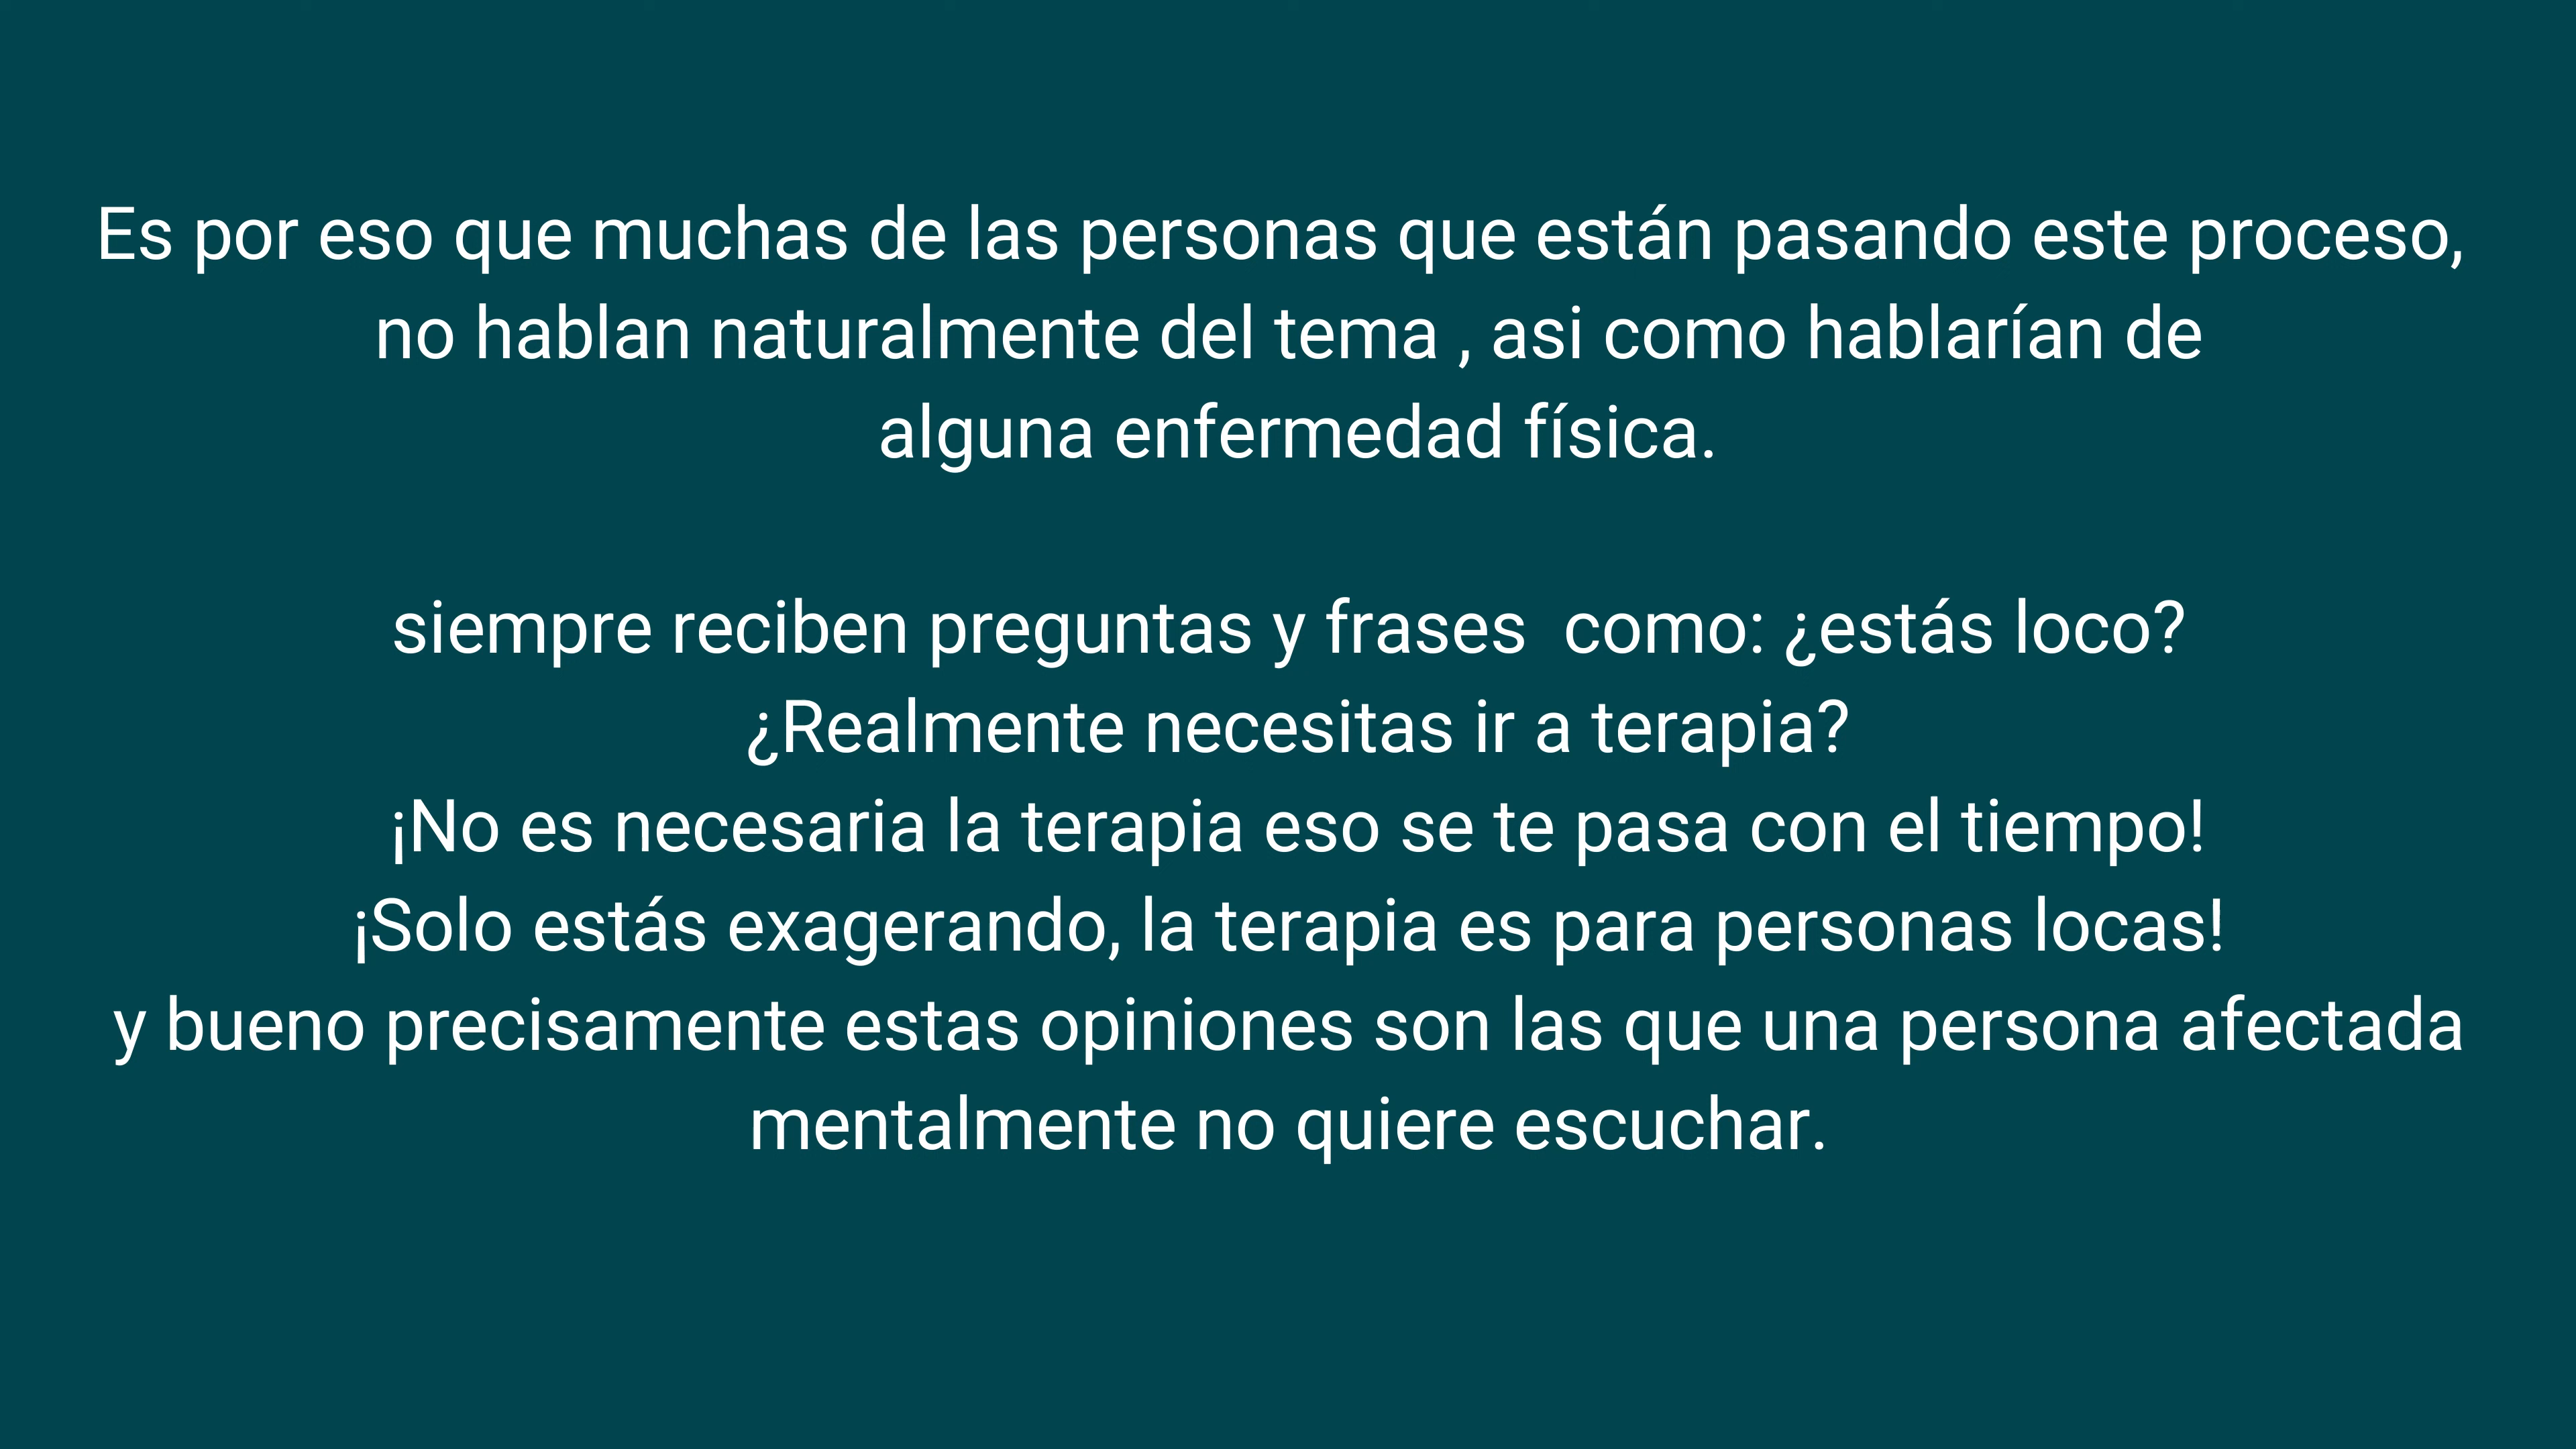 Es por eso que muchas de las personas que están pasando este proceso,
no hablan naturalmente del tema , asi como hablarían de
alguna enfermedad física.
siempre reciben preguntas y frases  como: ¿estás loco?
¿Realmente necesitas ir a terapia?
¡No es necesaria la terapia eso se te pasa con el tiempo!
¡Solo estás exagerando, la terapia es para personas locas!
y bueno precisamente estas opiniones son las que una persona afectada
mentalmente no quiere escuchar.